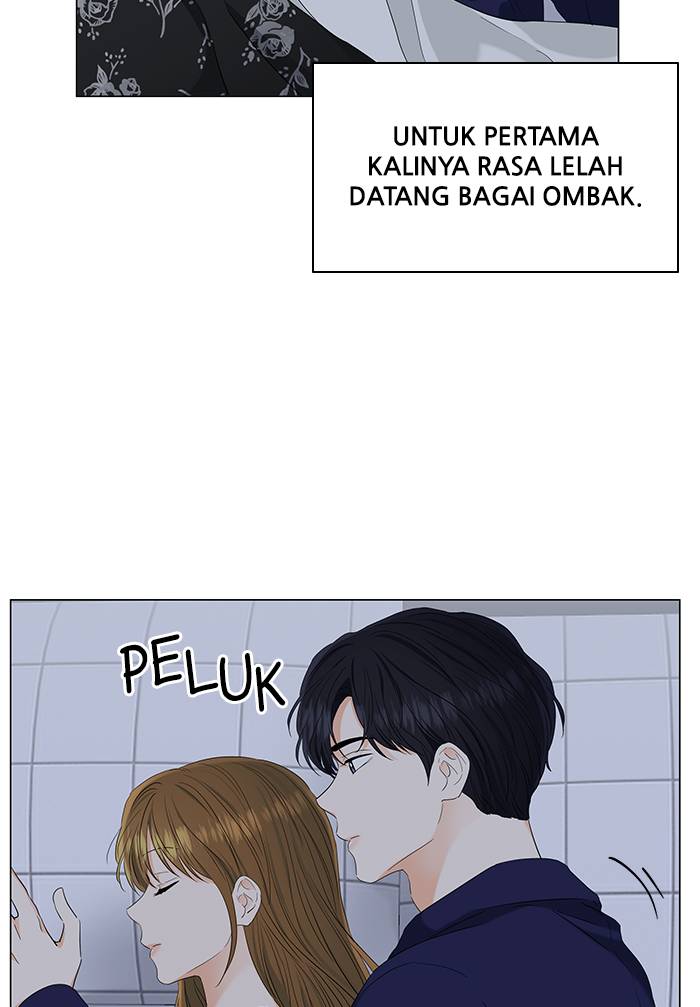 UNTUK PERTAMA
KALINYA RASA LELAH
DATANG BAGAI OMBAK.
PELUK